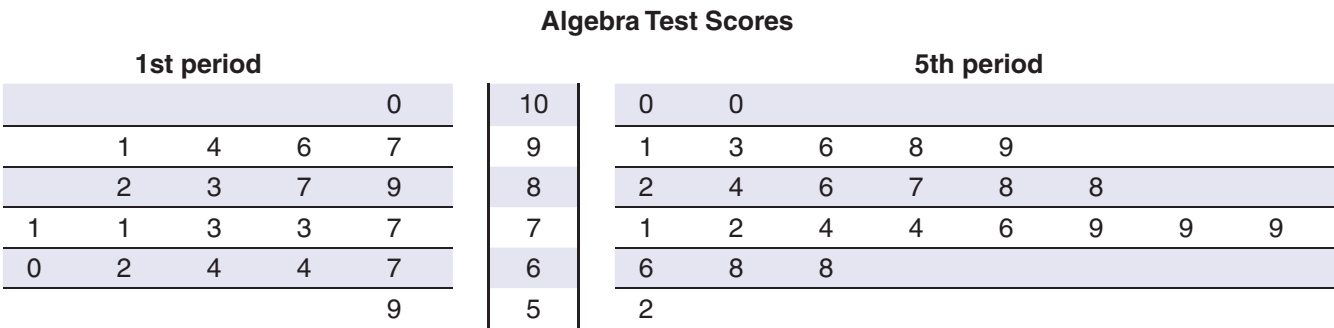 Algebra Test Scores
1st period 5th period
0 10 0 0
1 4 6 7 9 1 3 6 8 9
2 3 7 9 8 2 4 6 7 8 8
1 1 3 3 7 7 1 2 4 4 6 9 9 9
0 2 4 4 7 6 6 8 8
9 5 2